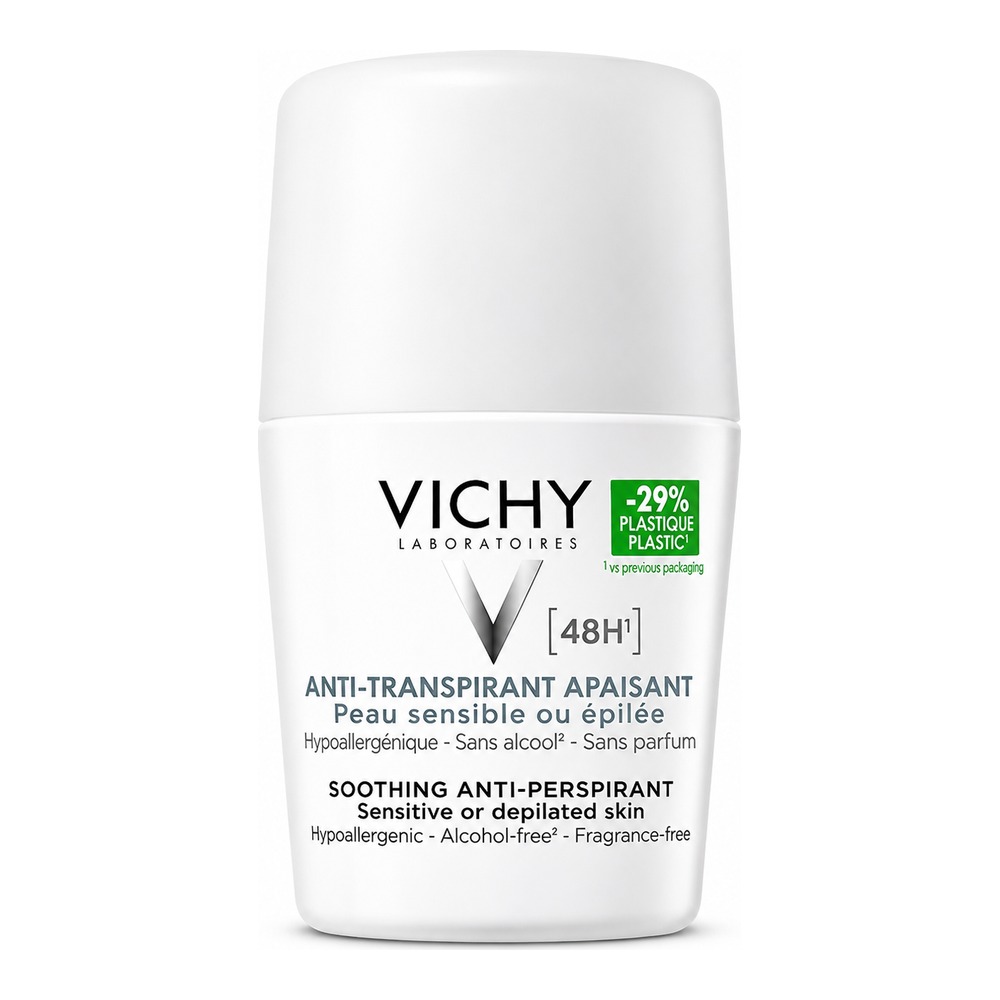 VICHY
LABORATOIRES
-29%
PLASTIQUE
PLASTIC¹
¹ vs previous packaging
[48H¹]
ANTI-TRANSPIRANT APAISANT
Peau sensible ou épilée
Hypoallergénique - Sans alcool² - Sans parfum
SOOTHING ANTI-PERSPIRANT
Sensitive or depilated skin
Hypoallergenic - Alcohol-free² - Fragrance-free